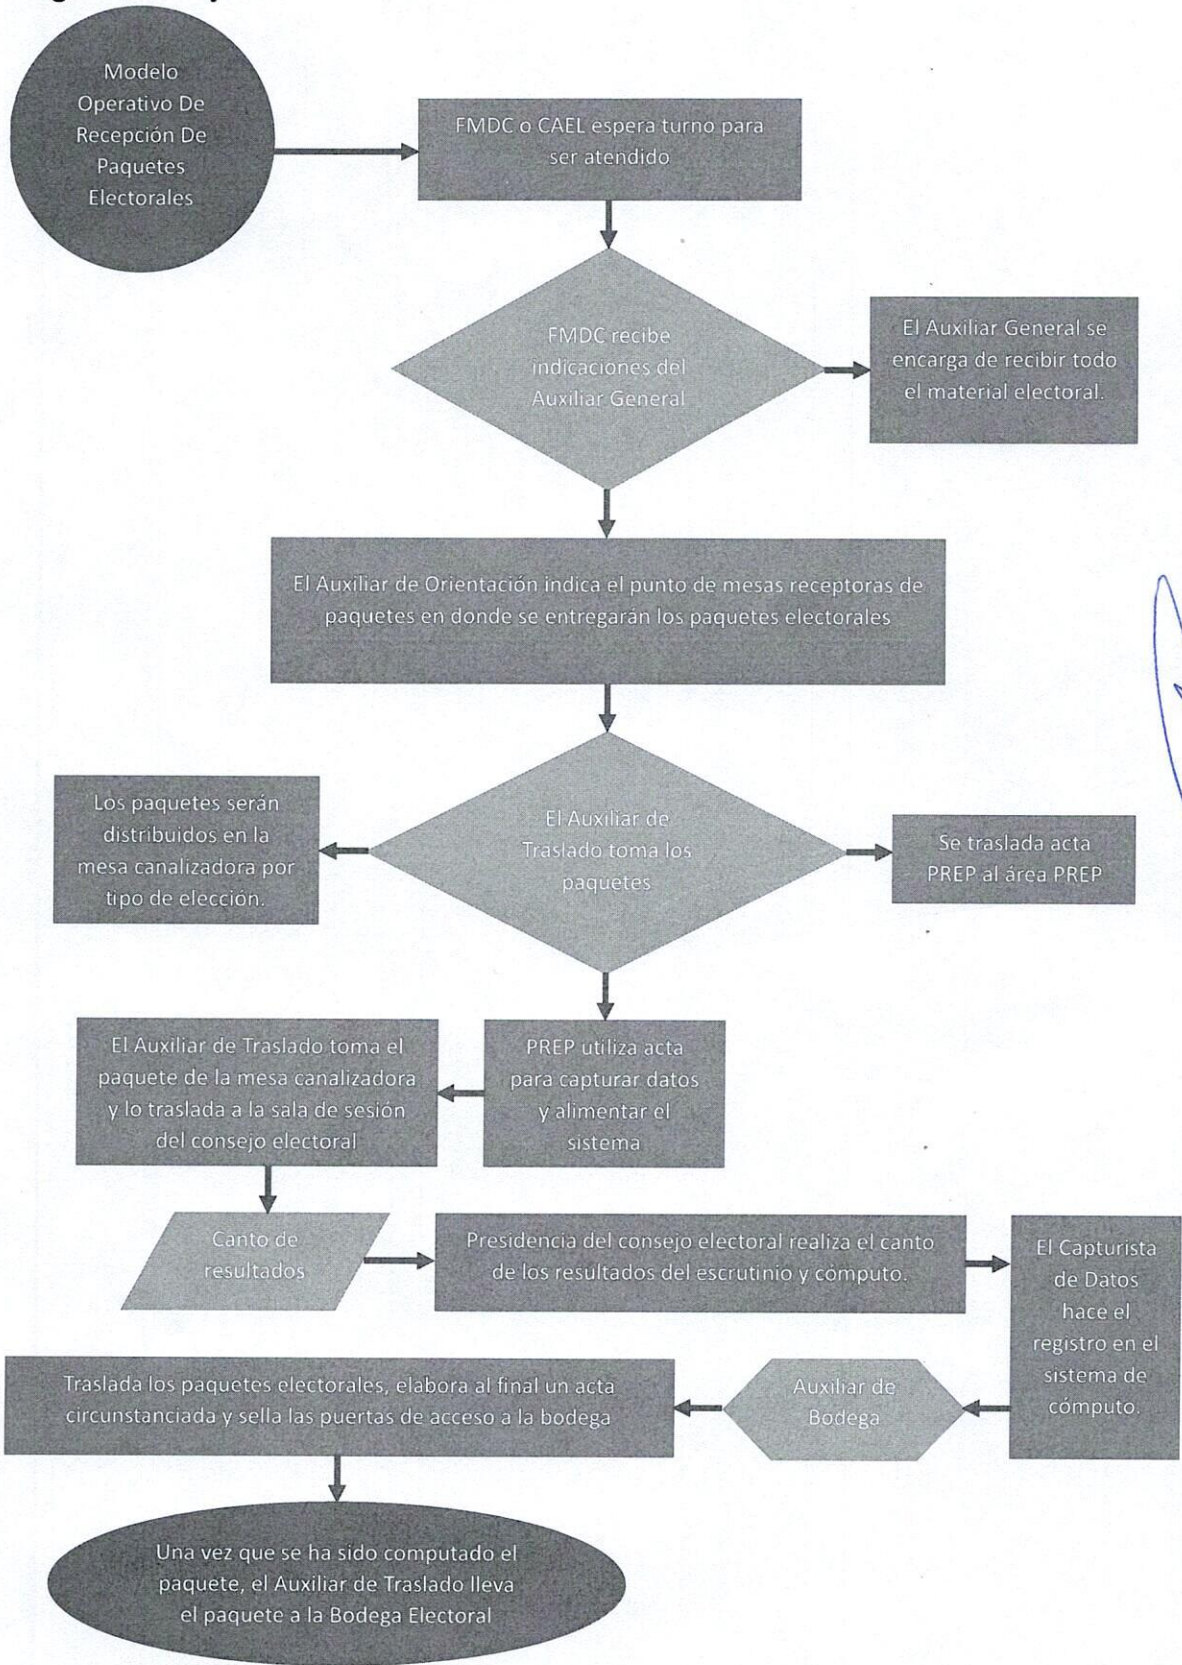 Modelo
Operativo De
Recepción De
Paquetes
Electorales
FMDC o CAEL espera turno para
ser atendido
FMDC recibe
indicaciones del
Auxiliar General
El Auxiliar General se
encarga de recibir todo
el material electoral.
El Auxiliar de Orientación indica el punto de mesas receptoras de
paquetes en donde se entregarán los paquetes electorales
Los paquetes serán
distribuidos en la
mesa canalizadora por
tipo de elección.
El Auxiliar de
Traslado toma los
paquetes
Se traslada acta
PREP al área PREP
El Auxiliar de Traslado toma el
paquete de la mesa canalizadora
y lo traslada a la sala de sesión
del consejo electoral
PREP utiliza acta
para capturar datos
y alimentar el
sistema
Canto de
resultados
Presidencia del consejo electoral realiza el canto
de los resultados del escrutinio y cómputo.
El Capturista
de Datos
hace el
registro en el
sistema de
cómputo.
Traslada los paquetes electorales, elabora al final un acta
circunstanciada y sella las puertas de acceso a la bodega
Auxiliar de
Bodega
Una vez que se ha sido computado el
paquete, el Auxiliar de Traslado lleva
el paquete a la Bodega Electoral